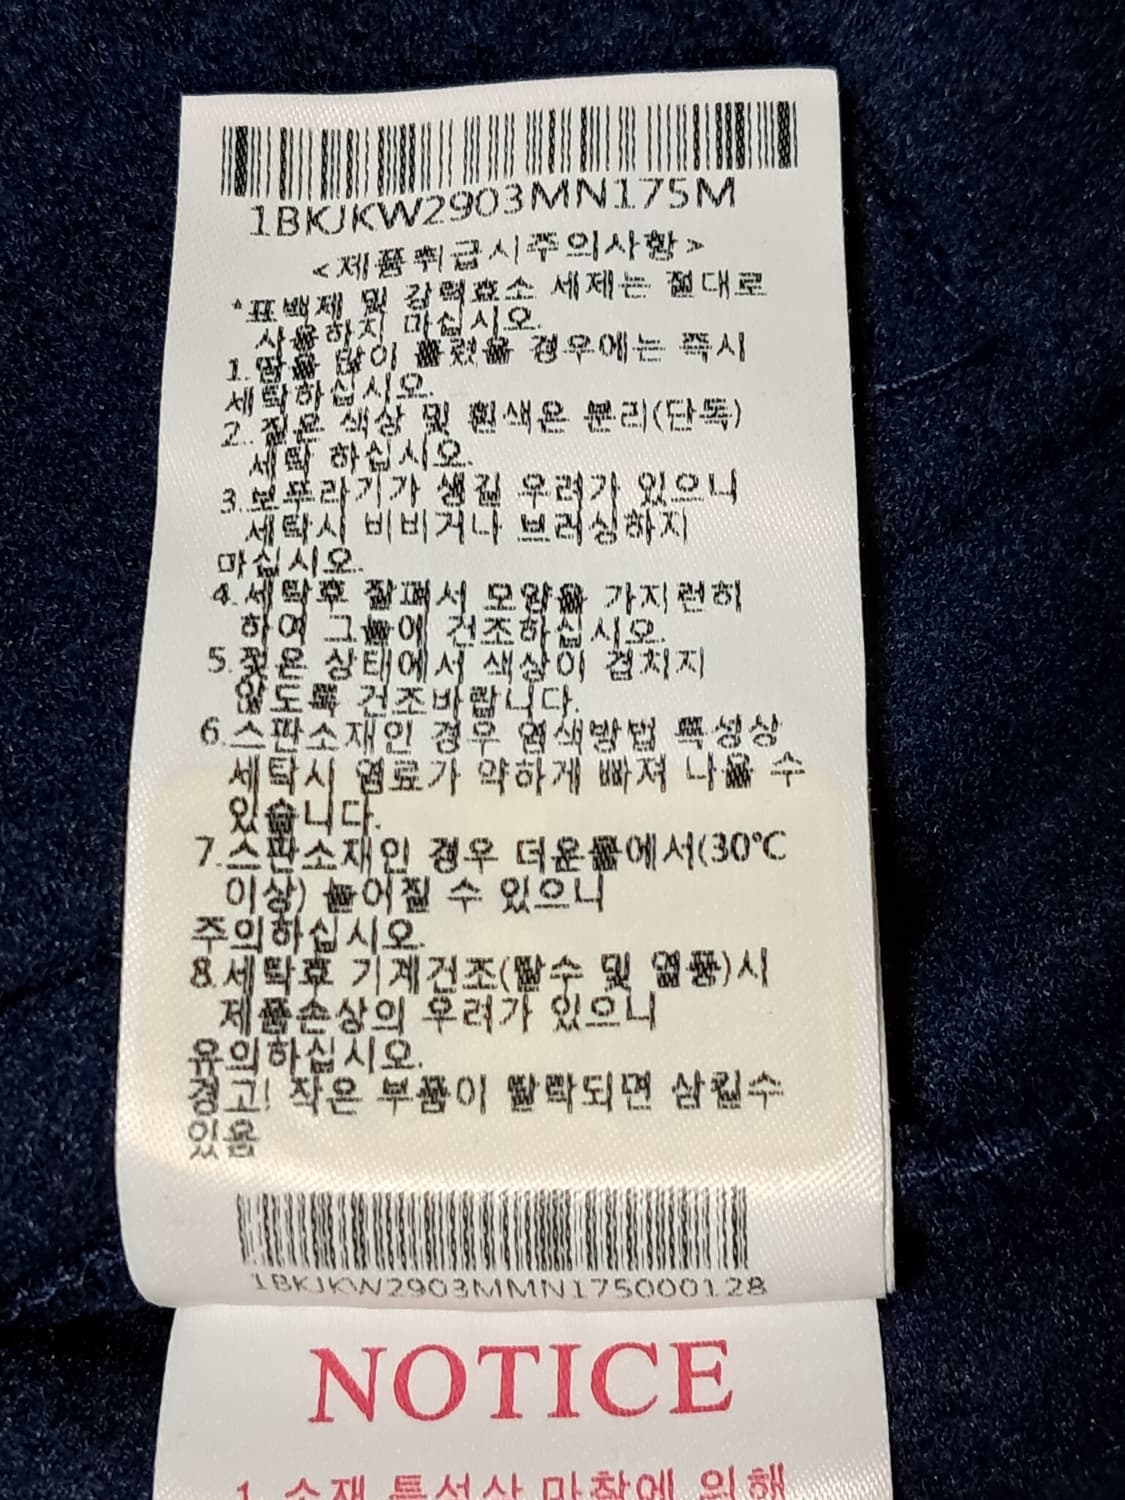 1BKJKW2903MN175M
<제품취급시주의사항>
*표백제 및 강력효소 세제는 절대로
사용하지 마십시오.
1.땀을 많이 흘렸을 경우에는 즉시
세탁하십시오.
2.짙은 색상 및 흰색은 분리(단독)
세탁 하십시오.
3.보푸라기가 생길 우려가 있으니
세탁시 비비거나 브러싱하지
마십시오.
4.세탁후 잘펴서 모양을 가지런히
하여 그늘에 건조하십시오.
5.젖은 상태에서 색상이 겹치지
않도록 건조바랍니다.
6.스판소재인 경우 염색방법 특성상
세탁시 염료가 약하게 빠져 나올 수
있습니다.
7.스판소재인 경우 더운물에서(30℃
이상) 늘어질 수 있으니
주의하십시오.
8.세탁후 기계건조(탈수 및 열풍)시
제품손상의 우려가 있으니
유의하십시오.
경고! 작은 부품이 탈락되면 삼킬수
있음
1BKJKW2903MMN175000128
NOTICE
1. 소재 특성상 마찰에 의해